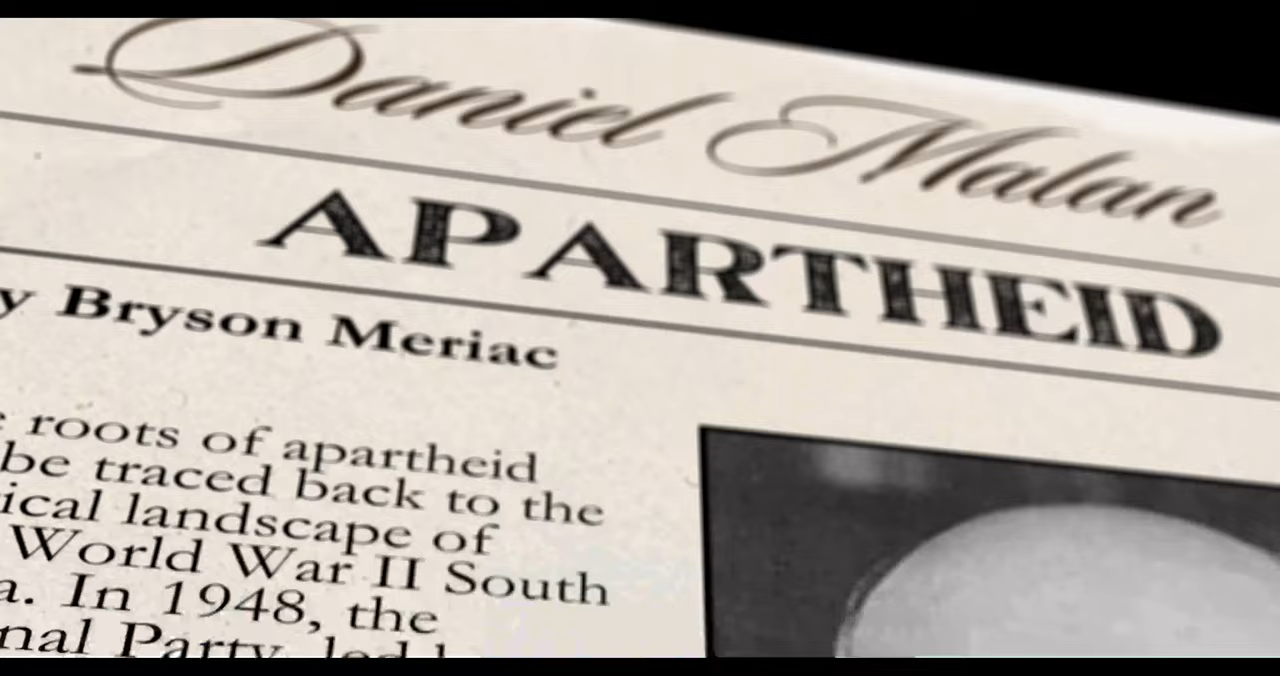 Daniel Malan
APARTHEID
y Bryson Meriac
roots of apartheid
be traced back to the
ical landscape of
World War II South
a. In 1948, the
nal Party, led